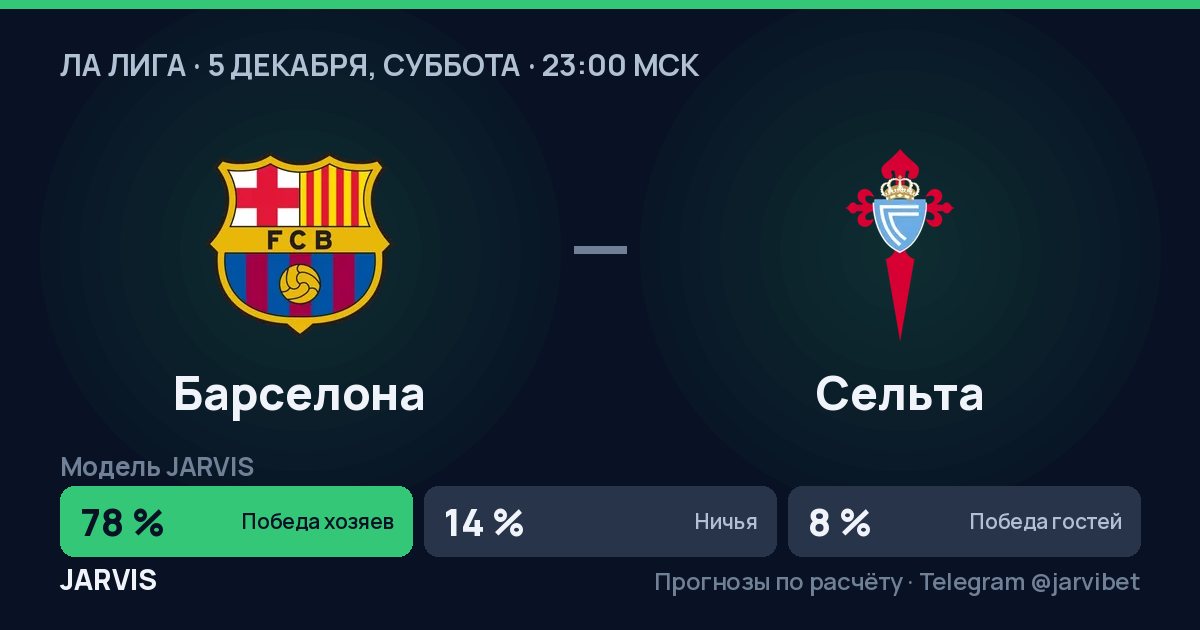 ЛА ЛИГА · 5 ДЕКАБРЯ, СУББОТА · 23:00 МСК
FCB
—
Барселона
Сельта
Модель JARVIS
78 % Победа хозяев
14 % Ничья
8 % Победа гостей
JARVIS
Прогнозы по расчёту · Telegram @jarvibet